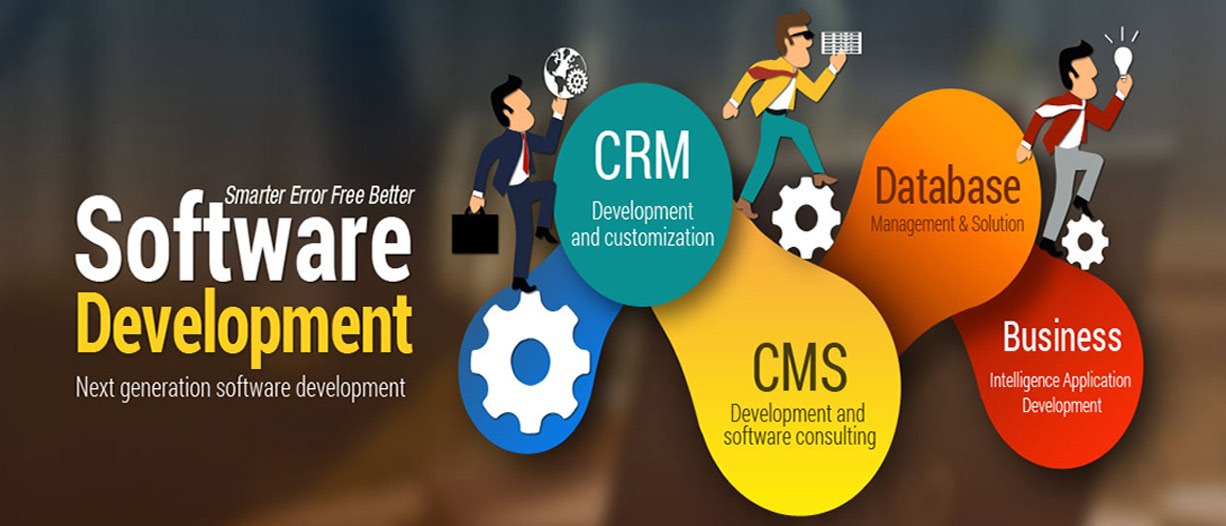 Smarter Error Free Better
Software
Development
Next generation software development
CRM
Development
and customization
CMS
Development and
software consulting
Database
Management & Solution
Business
Intelligence Application
Development